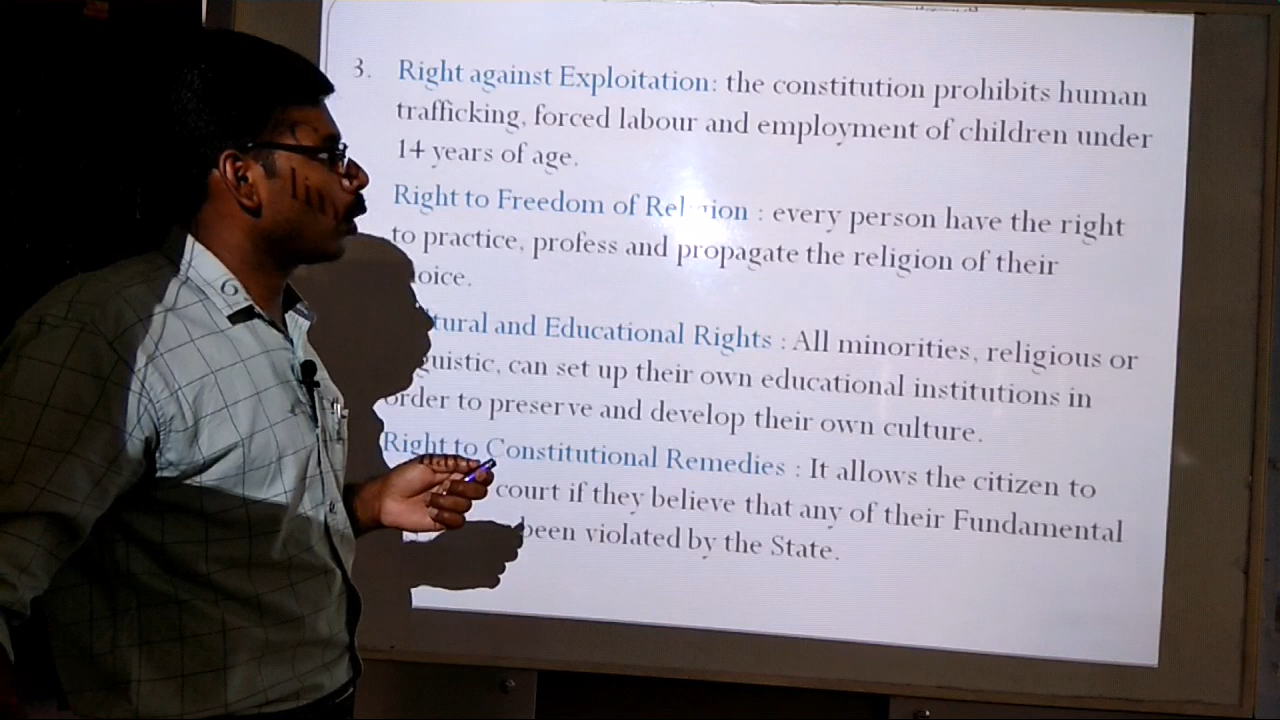 3. Right against Exploitation: the constitution prohibits human
trafficking, forced labour and employment of children under
14 years of age.
Right to Freedom of Religion : every person have the right
to practice, profess and propagate the religion of their
oice.
tural and Educational Rights : All minorities, religious or
guistic, can set up their own educational institutions in
order to preserve and develop their own culture.
Right to Constitutional Remedies : It allows the citizen to
court if they believe that any of their Fundamental
been violated by the State.